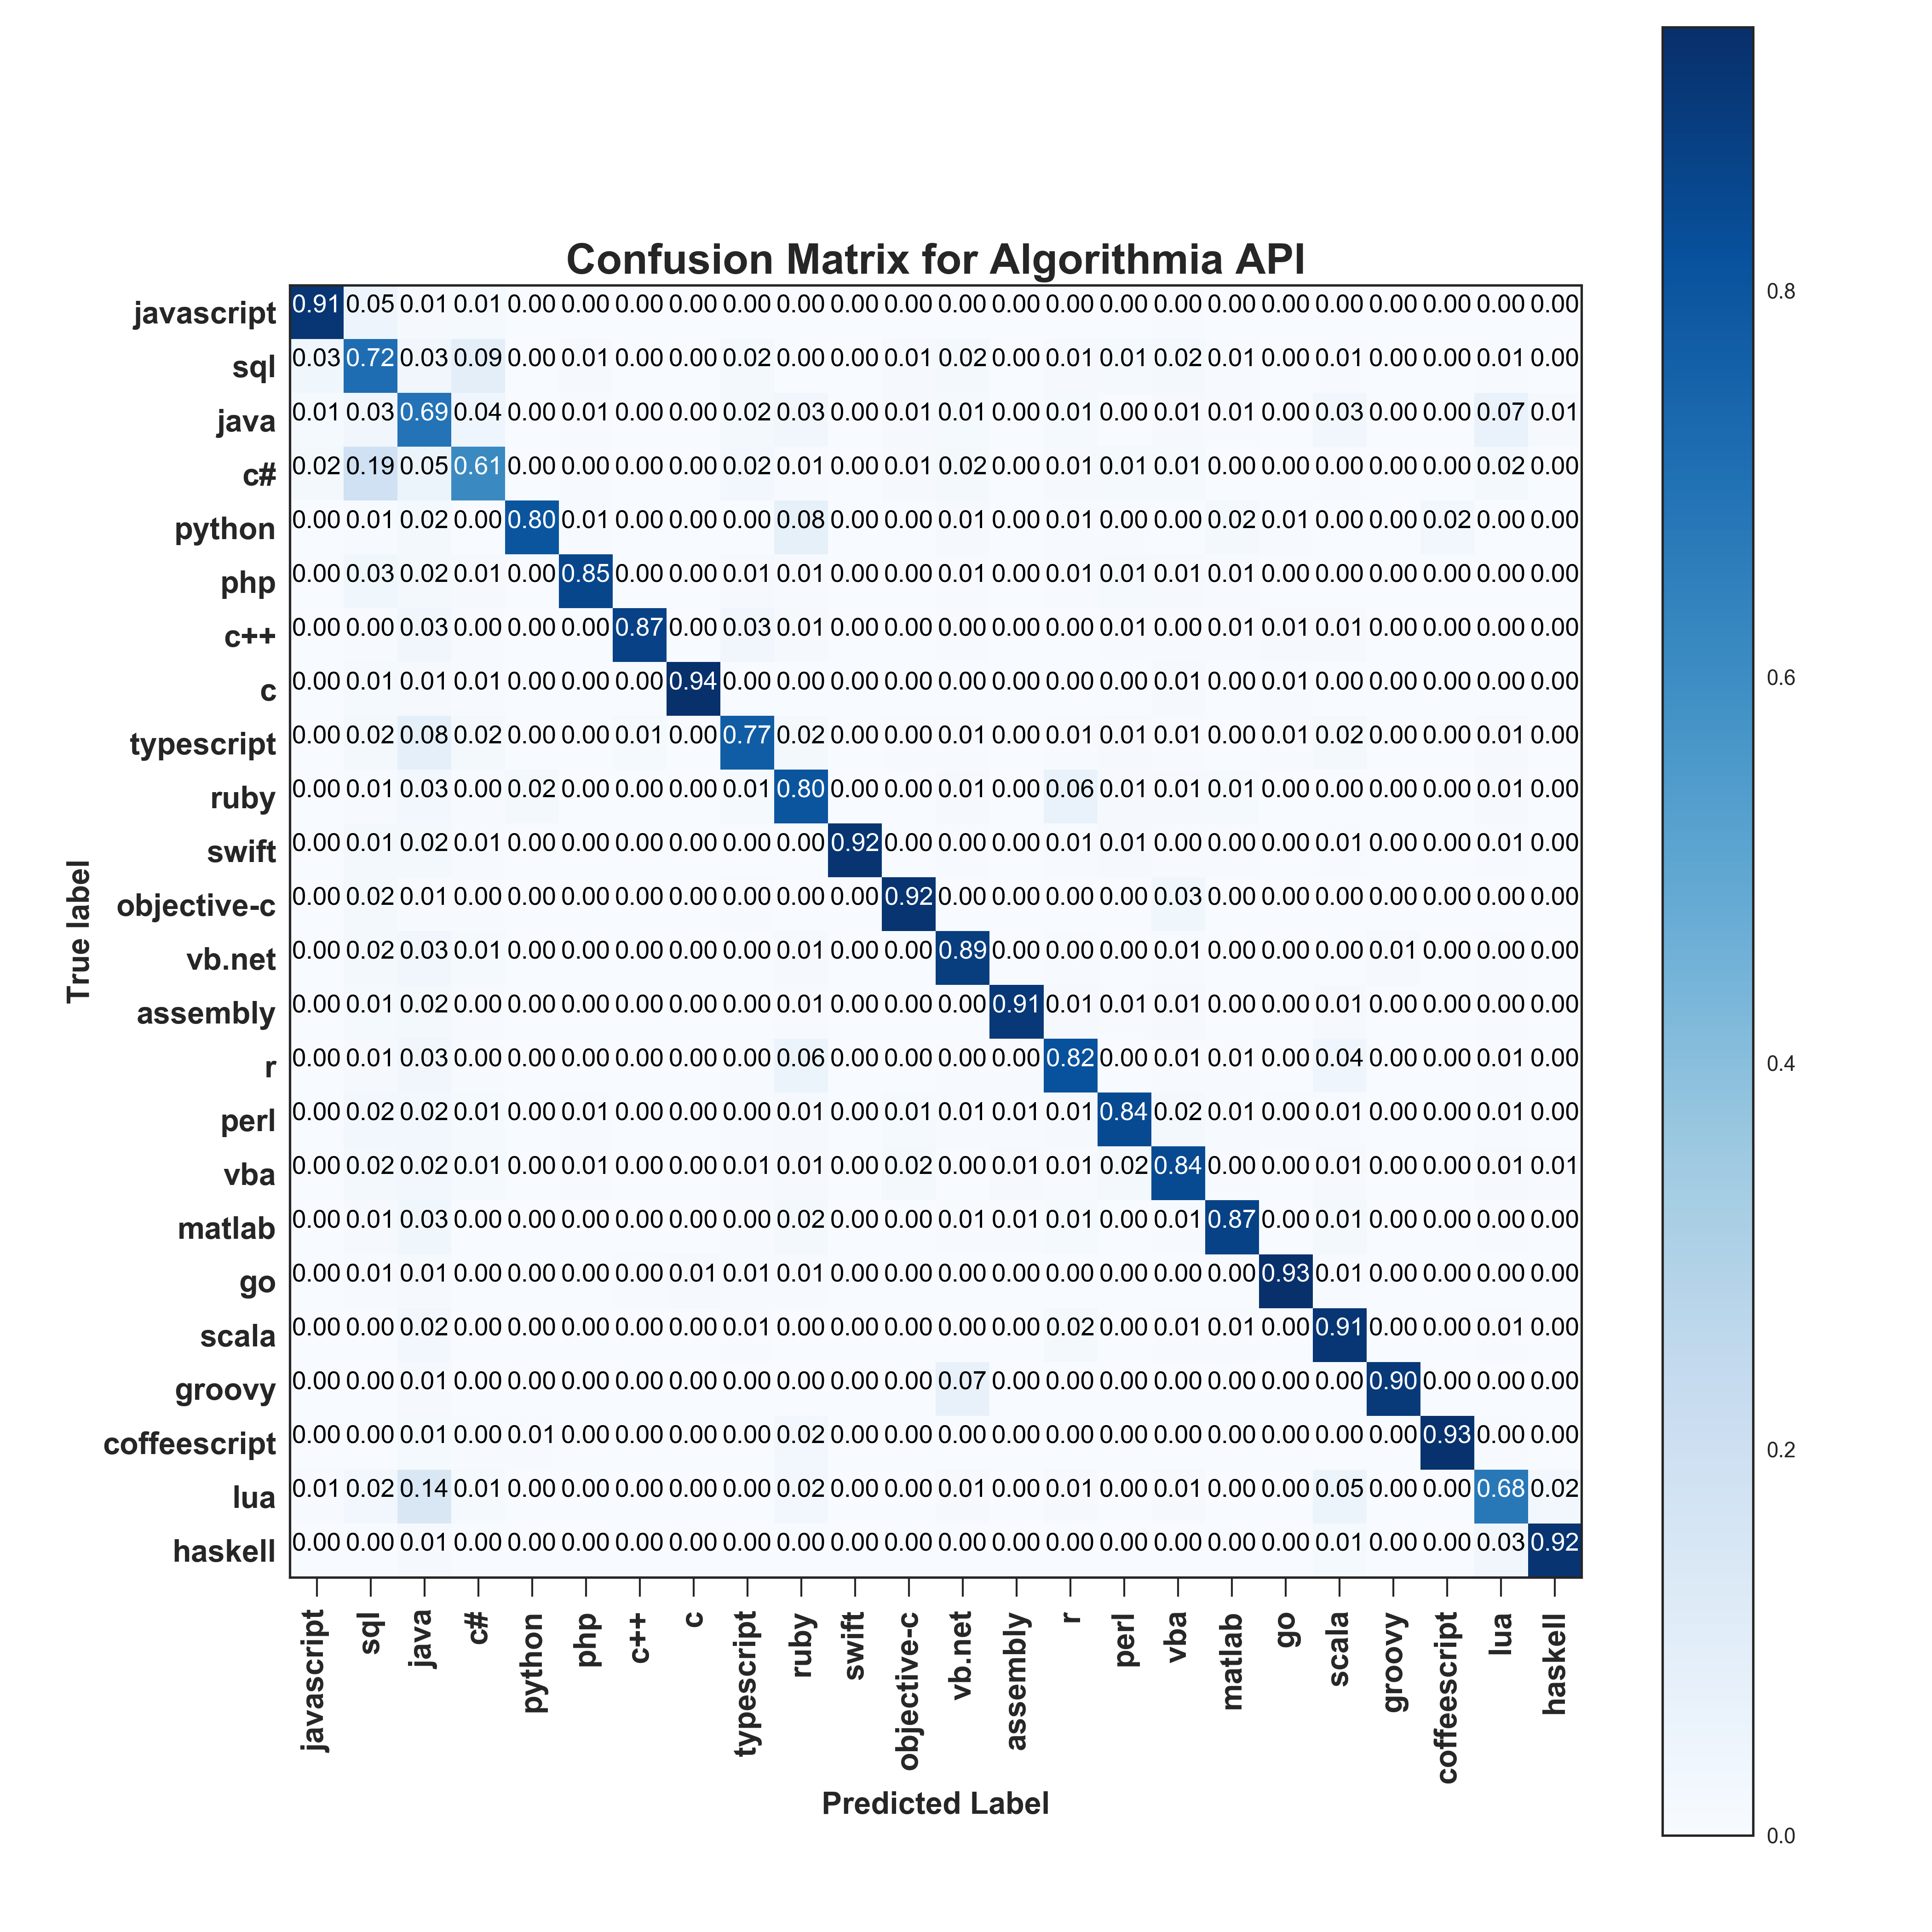 Confusion Matrix for Algorithmia API
javascript 0.91 0.05 0.01 0.01 0.00 0.00 0.00 0.00 0.00 0.00 0.00 0.00 0.00 0.00 0.00 0.00 0.00 0.00 0.00 0.00 0.00 0.00 0.00 0.00
sql 0.03 0.72 0.03 0.09 0.00 0.01 0.00 0.00 0.02 0.00 0.00 0.01 0.02 0.00 0.01 0.01 0.02 0.01 0.00 0.01 0.00 0.00 0.01 0.00
java 0.01 0.03 0.69 0.04 0.00 0.01 0.00 0.00 0.02 0.03 0.00 0.01 0.01 0.00 0.01 0.00 0.01 0.01 0.00 0.03 0.00 0.00 0.07 0.01
c# 0.02 0.19 0.05 0.61 0.00 0.00 0.00 0.00 0.02 0.01 0.00 0.01 0.02 0.00 0.01 0.01 0.01 0.00 0.00 0.00 0.00 0.00 0.02 0.00
python 0.00 0.01 0.02 0.00 0.80 0.01 0.00 0.00 0.00 0.08 0.00 0.00 0.01 0.00 0.01 0.00 0.00 0.02 0.01 0.00 0.00 0.02 0.00 0.00
php 0.00 0.03 0.02 0.01 0.00 0.85 0.00 0.00 0.01 0.01 0.00 0.00 0.01 0.00 0.01 0.01 0.01 0.01 0.00 0.00 0.00 0.00 0.00 0.00
c++ 0.00 0.00 0.03 0.00 0.00 0.00 0.87 0.00 0.03 0.01 0.00 0.00 0.00 0.00 0.00 0.01 0.00 0.01 0.01 0.01 0.00 0.00 0.00 0.00
c 0.00 0.01 0.01 0.01 0.00 0.00 0.00 0.94 0.00 0.00 0.00 0.00 0.00 0.00 0.00 0.00 0.01 0.00 0.01 0.00 0.00 0.00 0.00 0.00
typescript 0.00 0.02 0.08 0.02 0.00 0.00 0.01 0.00 0.77 0.02 0.00 0.00 0.01 0.00 0.01 0.01 0.01 0.00 0.01 0.02 0.00 0.00 0.01 0.00
ruby 0.00 0.01 0.03 0.00 0.02 0.00 0.00 0.00 0.01 0.80 0.00 0.00 0.01 0.00 0.06 0.01 0.01 0.01 0.00 0.00 0.00 0.00 0.01 0.00
swift 0.00 0.01 0.02 0.01 0.00 0.00 0.00 0.00 0.00 0.00 0.92 0.00 0.00 0.00 0.01 0.01 0.00 0.00 0.00 0.01 0.00 0.00 0.01 0.00
objective-c 0.00 0.02 0.01 0.00 0.00 0.00 0.00 0.00 0.00 0.00 0.00 0.92 0.00 0.00 0.00 0.00 0.03 0.00 0.00 0.00 0.00 0.00 0.00 0.00
vb.net 0.00 0.02 0.03 0.01 0.00 0.00 0.00 0.00 0.00 0.01 0.00 0.00 0.89 0.00 0.00 0.00 0.01 0.00 0.00 0.00 0.01 0.00 0.00 0.00
assembly 0.00 0.01 0.02 0.00 0.00 0.00 0.00 0.00 0.00 0.01 0.00 0.00 0.00 0.91 0.01 0.01 0.01 0.00 0.00 0.01 0.00 0.00 0.00 0.00
r 0.00 0.01 0.03 0.00 0.00 0.00 0.00 0.00 0.00 0.06 0.00 0.00 0.00 0.00 0.82 0.00 0.01 0.01 0.00 0.04 0.00 0.00 0.01 0.00
perl 0.00 0.02 0.02 0.01 0.00 0.01 0.00 0.00 0.00 0.01 0.00 0.01 0.01 0.01 0.01 0.84 0.02 0.01 0.00 0.01 0.00 0.00 0.01 0.00
vba 0.00 0.02 0.02 0.01 0.00 0.01 0.00 0.00 0.01 0.01 0.00 0.02 0.00 0.01 0.01 0.02 0.84 0.00 0.00 0.01 0.00 0.00 0.01 0.01
matlab 0.00 0.01 0.03 0.00 0.00 0.00 0.00 0.00 0.00 0.02 0.00 0.00 0.01 0.01 0.01 0.00 0.01 0.87 0.00 0.01 0.00 0.00 0.00 0.00
go 0.00 0.01 0.01 0.00 0.00 0.00 0.00 0.01 0.01 0.01 0.00 0.00 0.00 0.00 0.00 0.00 0.00 0.00 0.93 0.01 0.00 0.00 0.00 0.00
scala 0.00 0.00 0.02 0.00 0.00 0.00 0.00 0.00 0.01 0.00 0.00 0.00 0.00 0.00 0.02 0.00 0.01 0.01 0.00 0.91 0.00 0.00 0.01 0.00
groovy 0.00 0.00 0.01 0.00 0.00 0.00 0.00 0.00 0.00 0.00 0.00 0.00 0.07 0.00 0.00 0.00 0.00 0.00 0.00 0.00 0.90 0.00 0.00 0.00
coffeescript 0.00 0.00 0.01 0.00 0.01 0.00 0.00 0.00 0.00 0.02 0.00 0.00 0.00 0.00 0.00 0.00 0.00 0.00 0.00 0.00 0.00 0.93 0.00 0.00
lua 0.01 0.02 0.14 0.01 0.00 0.00 0.00 0.00 0.00 0.02 0.00 0.00 0.01 0.00 0.01 0.00 0.01 0.00 0.00 0.05 0.00 0.00 0.68 0.02
haskell 0.00 0.00 0.01 0.00 0.00 0.00 0.00 0.00 0.00 0.00 0.00 0.00 0.00 0.00 0.00 0.00 0.00 0.00 0.00 0.01 0.00 0.00 0.03 0.92
True label
javascript sql java c# python php c++ c typescript ruby swift objective-c vb.net assembly r perl vba matlab go scala groovy coffeescript lua haskell
Predicted Label
0.8
0.6
0.4
0.2
0.0